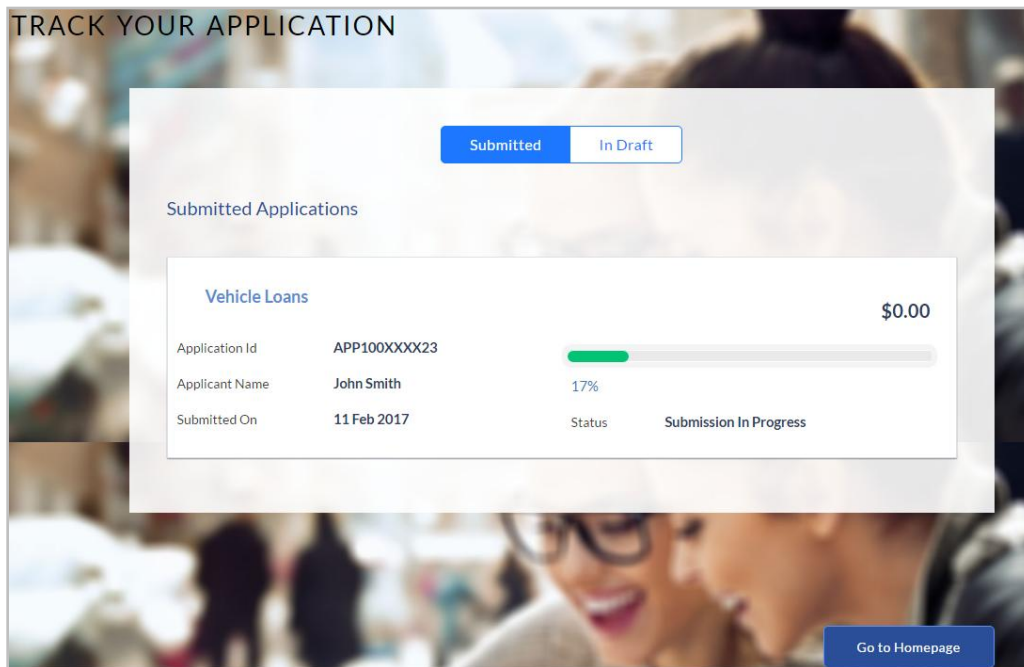 TRACK YOUR APPLICATION
Submitted In Draft
Submitted Applications
Vehicle Loans
$0.00
Application Id APP100XXXX23
Applicant Name John Smith
17%
Submitted On 11 Feb 2017
Status Submission In Progress
Go to Homepage